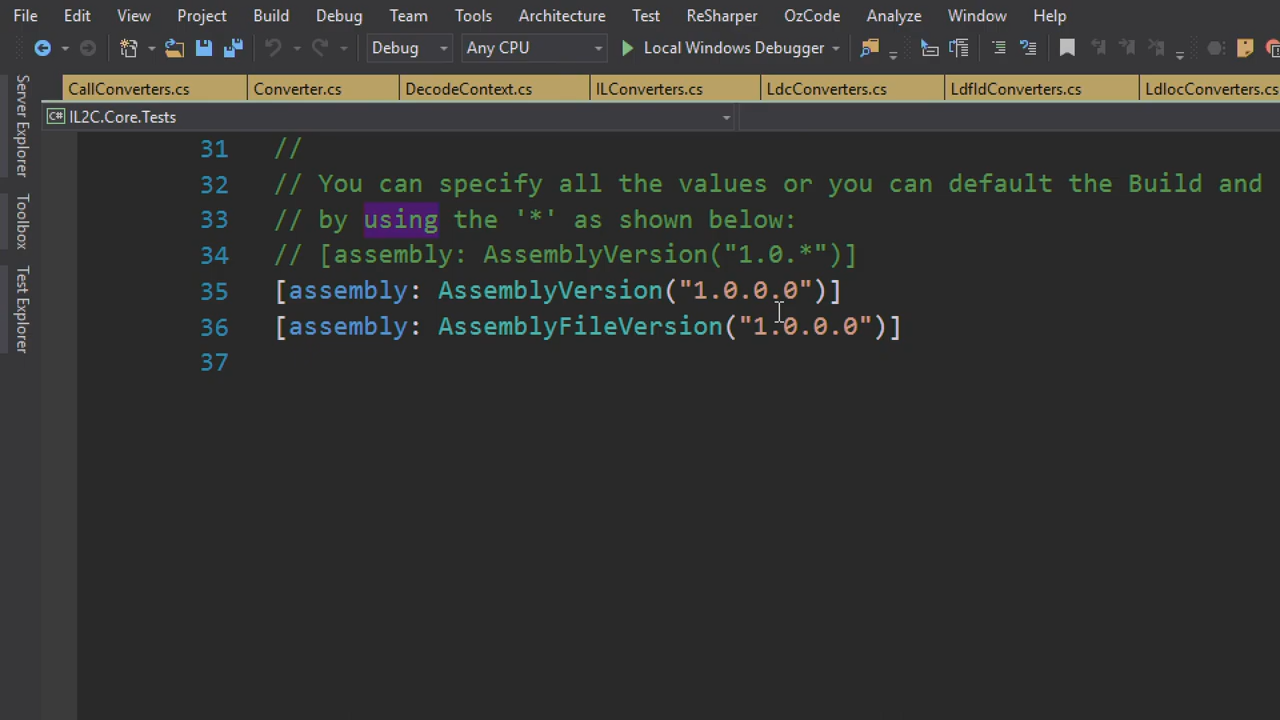 File Edit View Project Build Debug Team Tools Architecture Test ReSharper OzCode Analyze Window Help
Debug Any CPU Local Windows Debugger
CallConverters.cs Converter.cs DecodeContext.cs ILConverters.cs LdcConverters.cs LdfldConverters.cs LdlocConverters.cs
C# IL2C.Core.Tests
Server Explorer
Toolbox
Test Explorer
31 //
32 // You can specify all the values or you can default the Build and
33 // by using the '*' as shown below:
34 // [assembly: AssemblyVersion("1.0.*")]
35 [assembly: AssemblyVersion("1.0.0.0")]
36 [assembly: AssemblyFileVersion("1.0.0.0")]
37